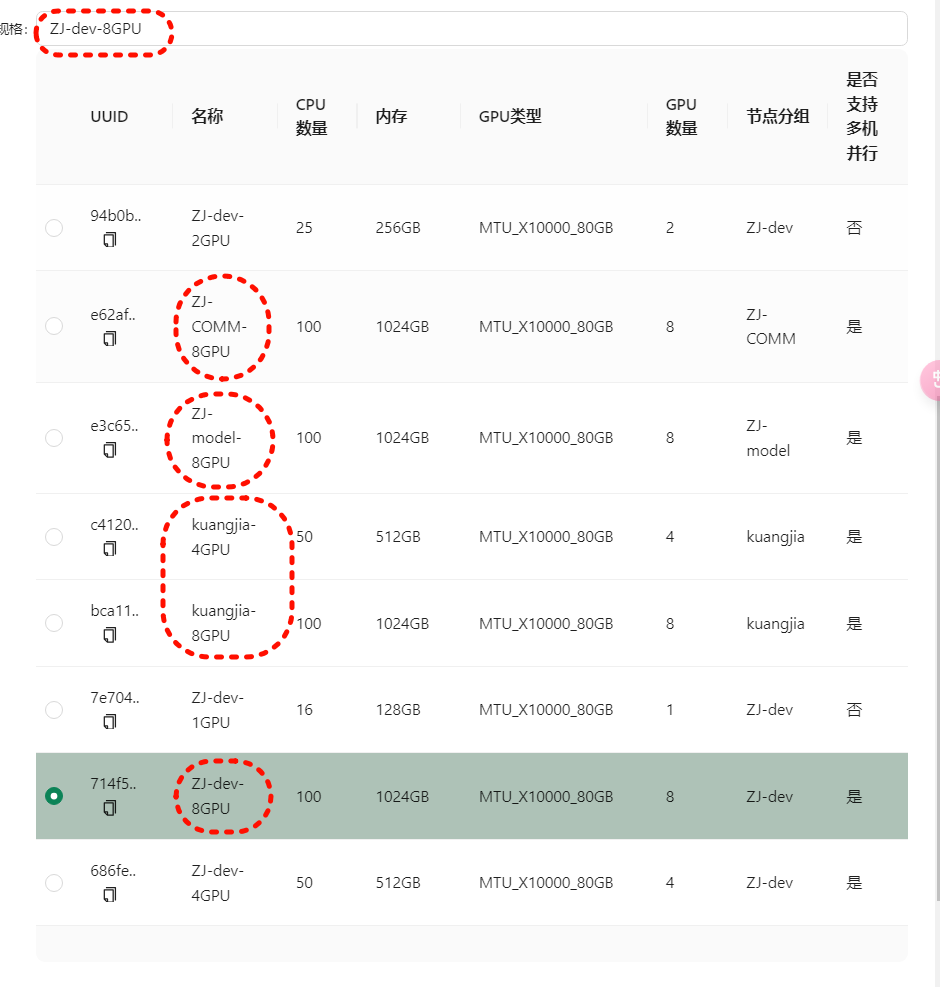 规格：
ZJ-dev-8GPU
UUID
名称
CPU
数量
内存
GPU类型
GPU
数量
节点分组
是否
支持
多机
并行
94b0b..
ZJ-dev-
2GPU
25
256GB
MTU_X10000_80GB
2
ZJ-dev
否
e62af..
ZJ-
COMM-
8GPU
100
1024GB
MTU_X10000_80GB
8
ZJ-
COMM
是
e3c65..
ZJ-
model-
8GPU
100
1024GB
MTU_X10000_80GB
8
ZJ-
model
是
c4120..
kuangjia-
4GPU
50
512GB
MTU_X10000_80GB
4
kuangjia
是
bca11..
kuangjia-
8GPU
100
1024GB
MTU_X10000_80GB
8
kuangjia
是
7e704..
ZJ-dev-
1GPU
16
128GB
MTU_X10000_80GB
1
ZJ-dev
否
714f5..
ZJ-dev-
8GPU
100
1024GB
MTU_X10000_80GB
8
ZJ-dev
是
686fe..
ZJ-dev-
4GPU
50
512GB
MTU_X10000_80GB
4
ZJ-dev
是